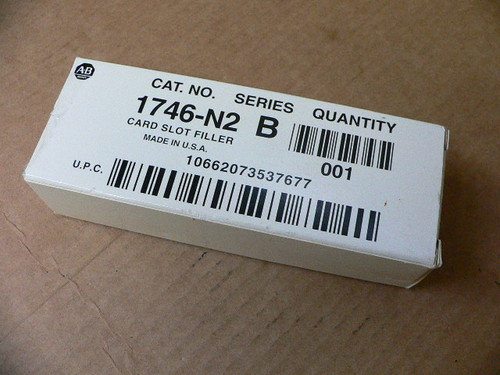 AB
CAT. NO. SERIES QUANTITY
1746-N2 B 001
CARD SLOT FILLER
MADE IN U.S.A.
U.P.C. 10662073537677